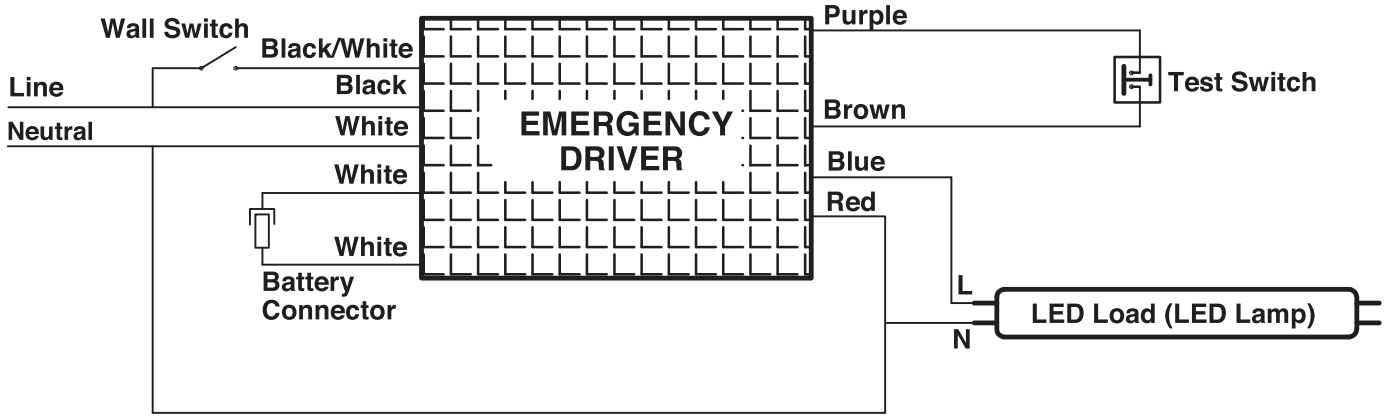 Wall Switch
Black/White
Line
Black
Neutral
White
White
White
Battery
Connector
EMERGENCY
DRIVER
Purple
Test Switch
Brown
Blue
Red
L
N
LED Load (LED Lamp)